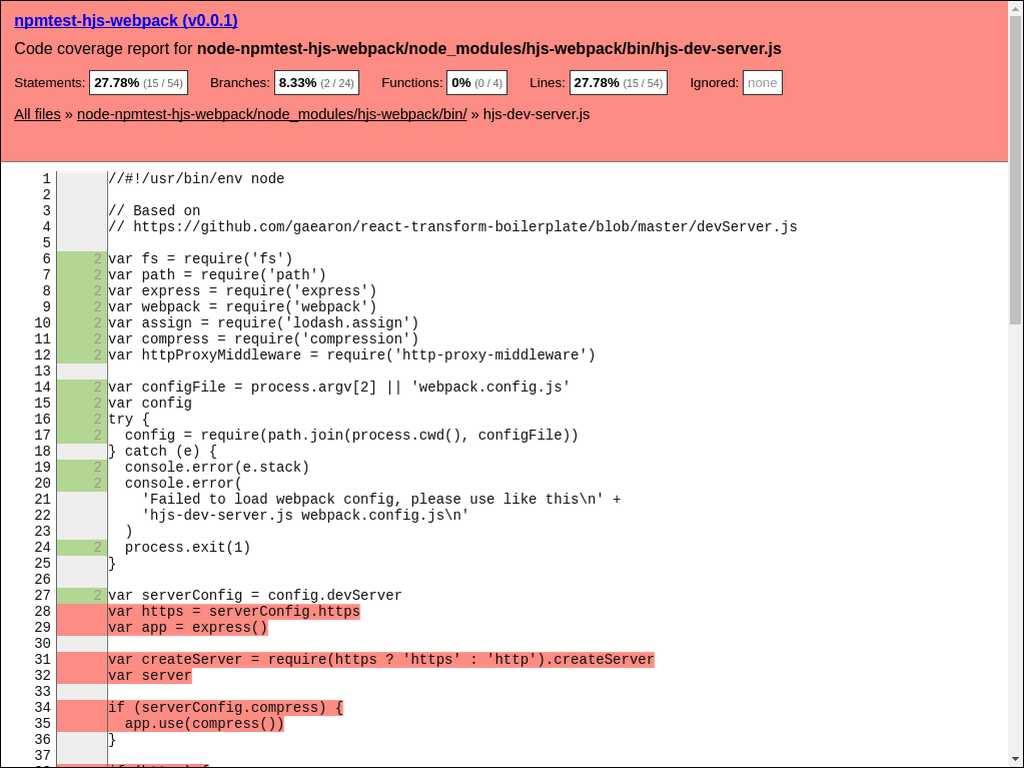 npmtest-hjs-webpack (v0.0.1)
Code coverage report for node-npmtest-hjs-webpack/node_modules/hjs-webpack/bin/hjs-dev-server.js
Statements: 27.78% (15 / 54) Branches: 8.33% (2 / 24) Functions: 0% (0 / 4) Lines: 27.78% (15 / 54) Ignored: none
All files » node-npmtest-hjs-webpack/node_modules/hjs-webpack/bin/ » hjs-dev-server.js
1 //#!/usr/bin/env node
2
3 // Based on
4 // https://github.com/gaearon/react-transform-boilerplate/blob/master/devServer.js
5
6 2 var fs = require('fs')
7 2 var path = require('path')
8 2 var express = require('express')
9 2 var webpack = require('webpack')
10 2 var assign = require('lodash.assign')
11 2 var compress = require('compression')
12 2 var httpProxyMiddleware = require('http-proxy-middleware')
13
14 2 var configFile = process.argv[2] || 'webpack.config.js'
15 2 var config
16 2 try {
17 2   config = require(path.join(process.cwd(), configFile))
18 } catch (e) {
19 2   console.error(e.stack)
20 2   console.error(
21     'Failed to load webpack config, please use like this\n' +
22     'hjs-dev-server.js webpack.config.js\n'
23   )
24 2   process.exit(1)
25 }
26
27 2 var serverConfig = config.devServer
28 var https = serverConfig.https
29 var app = express()
30
31 var createServer = require(https ? 'https' : 'http').createServer
32 var server
33
34 if (serverConfig.compress) {
35   app.use(compress())
36 }
37